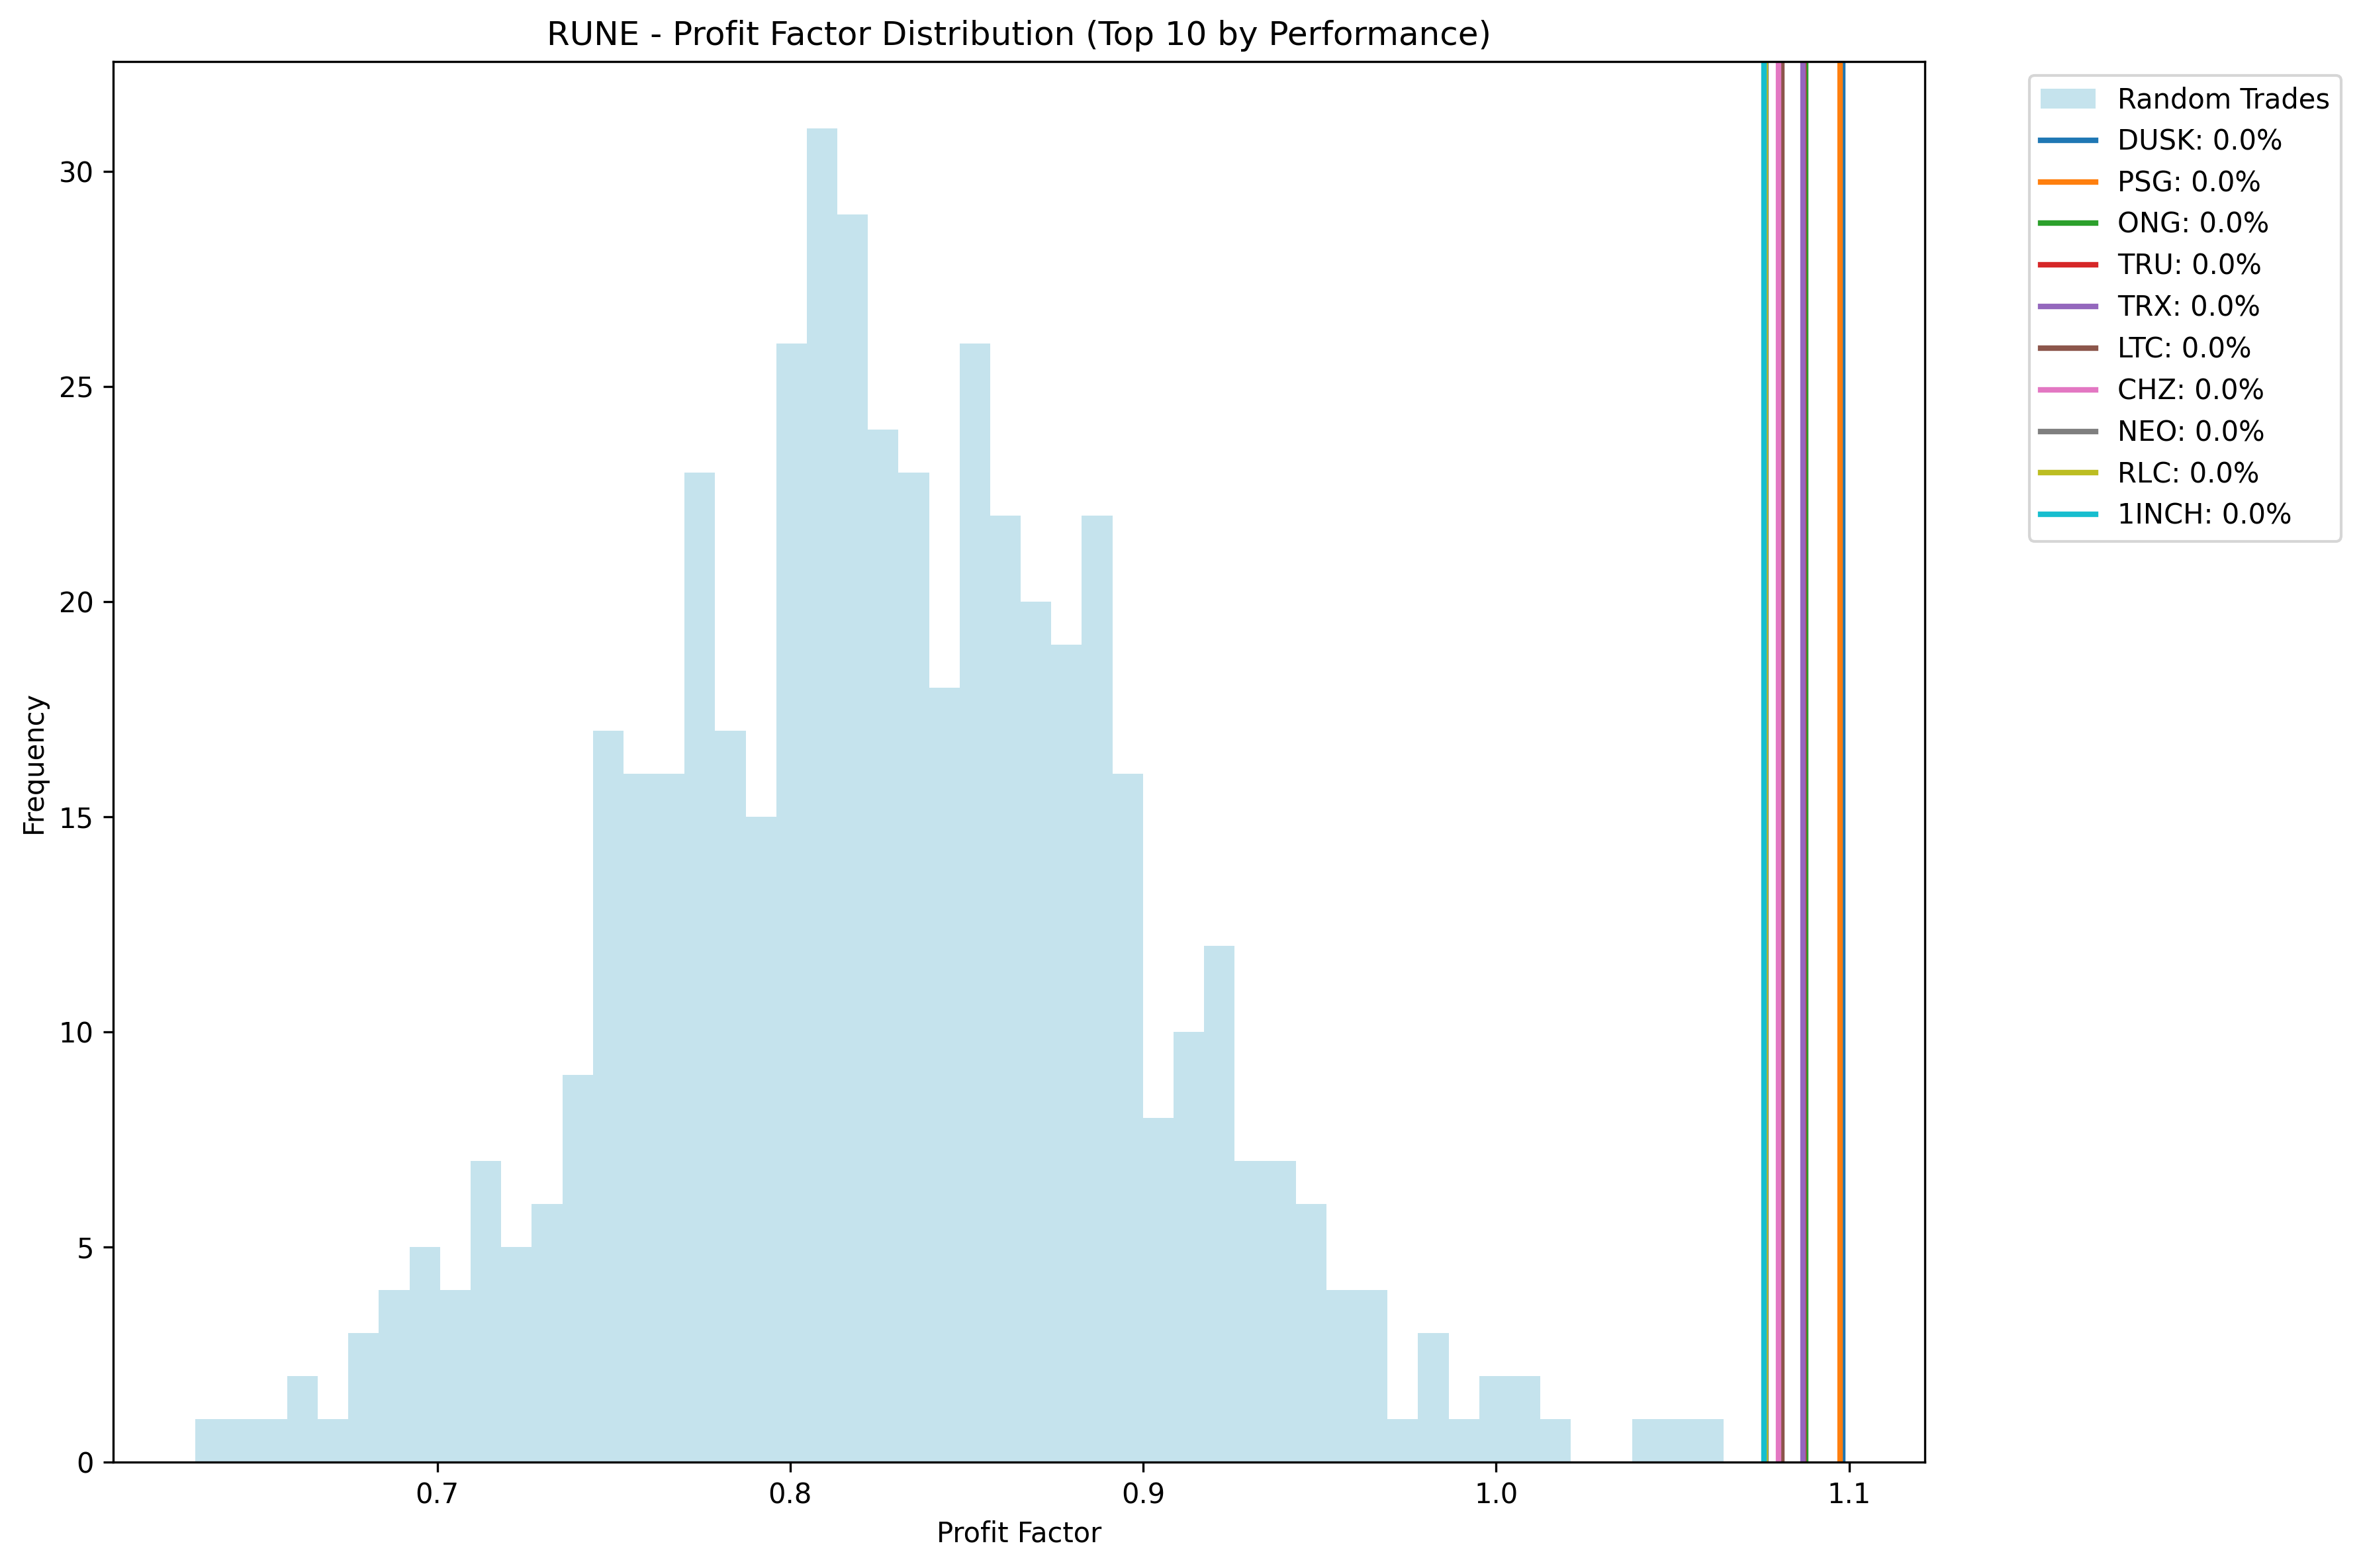 RUNE - Profit Factor Distribution (Top 10 by Performance)
Frequency
30
25
20
15
10
5
0
0.7
0.8
0.9
1.0
1.1
Profit Factor
Random Trades
DUSK: 0.0%
PSG: 0.0%
ONG: 0.0%
TRU: 0.0%
TRX: 0.0%
LTC: 0.0%
CHZ: 0.0%
NEO: 0.0%
RLC: 0.0%
1INCH: 0.0%